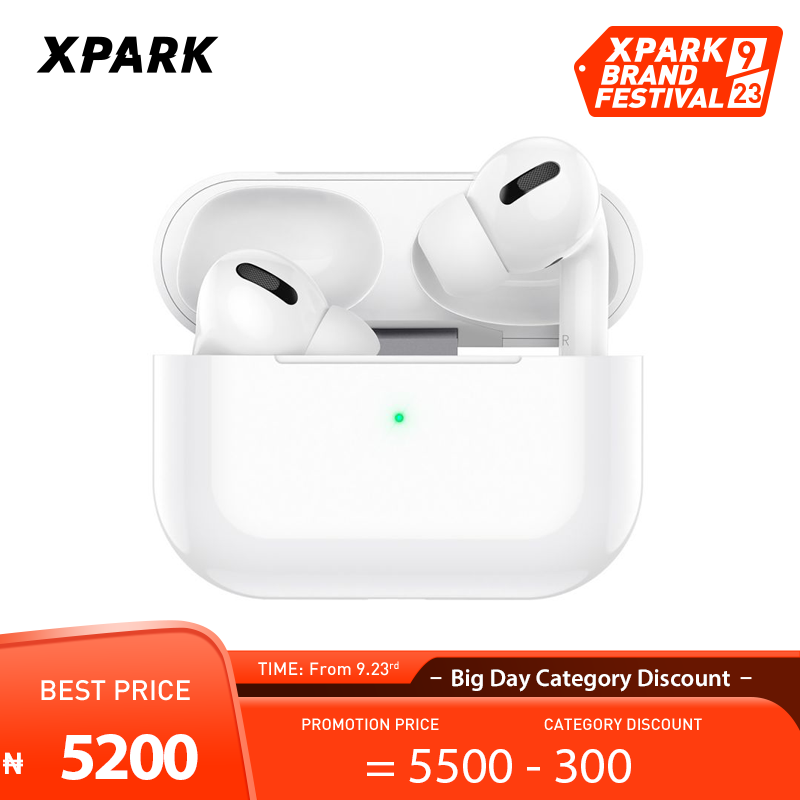 XPARK
XPARK
BRAND
FESTIVAL
9
23
R
TIME: From 9.23rd
– Big Day Category Discount –
BEST PRICE
₦ 5200
PROMOTION PRICE
CATEGORY DISCOUNT
= 5500 - 300